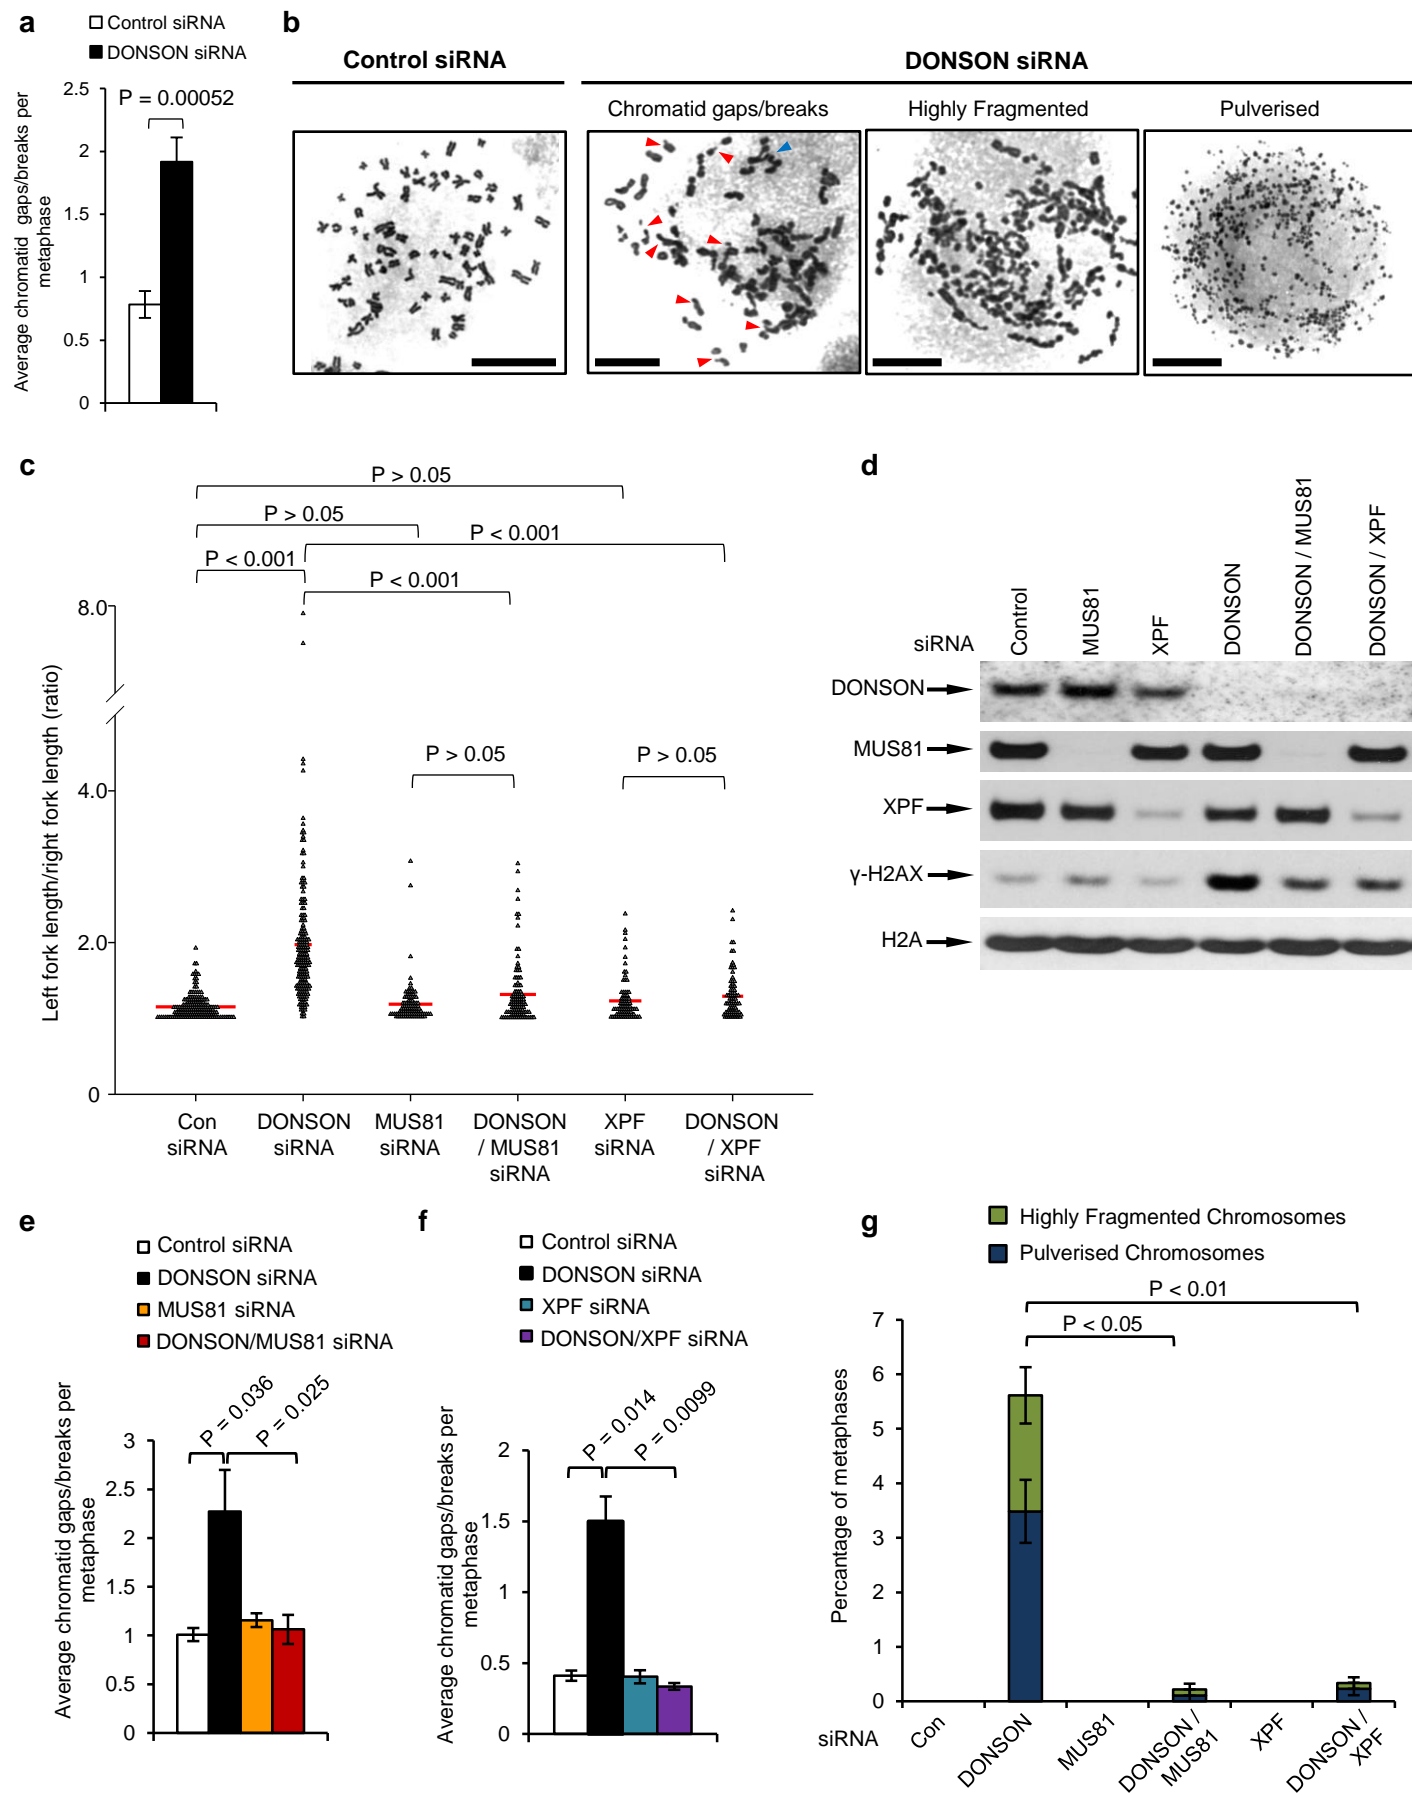 a
Control siRNA
DONSON siRNA
P = 0.00052
Average chromatid gaps/breaks per
metaphase
2.5
2
1.5
1
0.5
0
b
Control siRNA
DONSON siRNA
Chromatid gaps/breaks
Highly Fragmented
Pulverised
c
P > 0.05
P > 0.05
P < 0.001
P < 0.001
P < 0.001
P > 0.05
P > 0.05
Left fork length/right fork length (ratio)
8.0
4.0
2.0
0
Con
siRNA
DONSON
siRNA
MUS81
siRNA
DONSON
/ MUS81
siRNA
XPF
siRNA
DONSON
/ XPF
siRNA
d
siRNA
Control
MUS81
XPF
DONSON
DONSON / MUS81
DONSON / XPF
DONSON
MUS81
XPF
γ-H2AX
H2A
e
Control siRNA
DONSON siRNA
MUS81 siRNA
DONSON/MUS81 siRNA
P = 0.036
P = 0.025
Average chromatid gaps/breaks per
metaphase
3
2.5
2
1.5
1
0.5
0
f
Control siRNA
DONSON siRNA
XPF siRNA
DONSON/XPF siRNA
P = 0.014
P = 0.0099
Average chromatid gaps/breaks per
metaphase
2
1.5
1
0.5
0
g
Highly Fragmented Chromosomes
Pulverised Chromosomes
P < 0.01
P < 0.05
Percantage of metaphases
7
6
5
4
3
2
1
0
siRNA
Con
DONSON
MUS81
DONSON /
MUS81
XPF
DONSON /
XPF